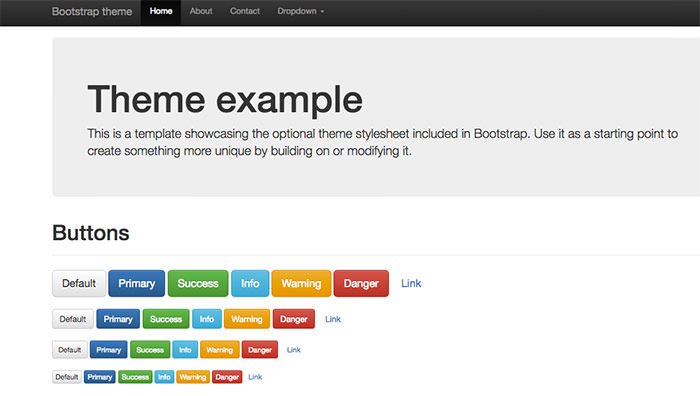 Bootstrap theme Home About Contact Dropdown
Theme example
This is a template showcasing the optional theme stylesheet included in Bootstrap. Use it as a starting point to
create something more unique by building on or modifying it.
Buttons
Default Primary Success Info Warning Danger Link
Default Primary Success Info Warning Danger Link
Default Primary Success Info Warning Danger Link
Default Primary Success Info Warning Danger Link